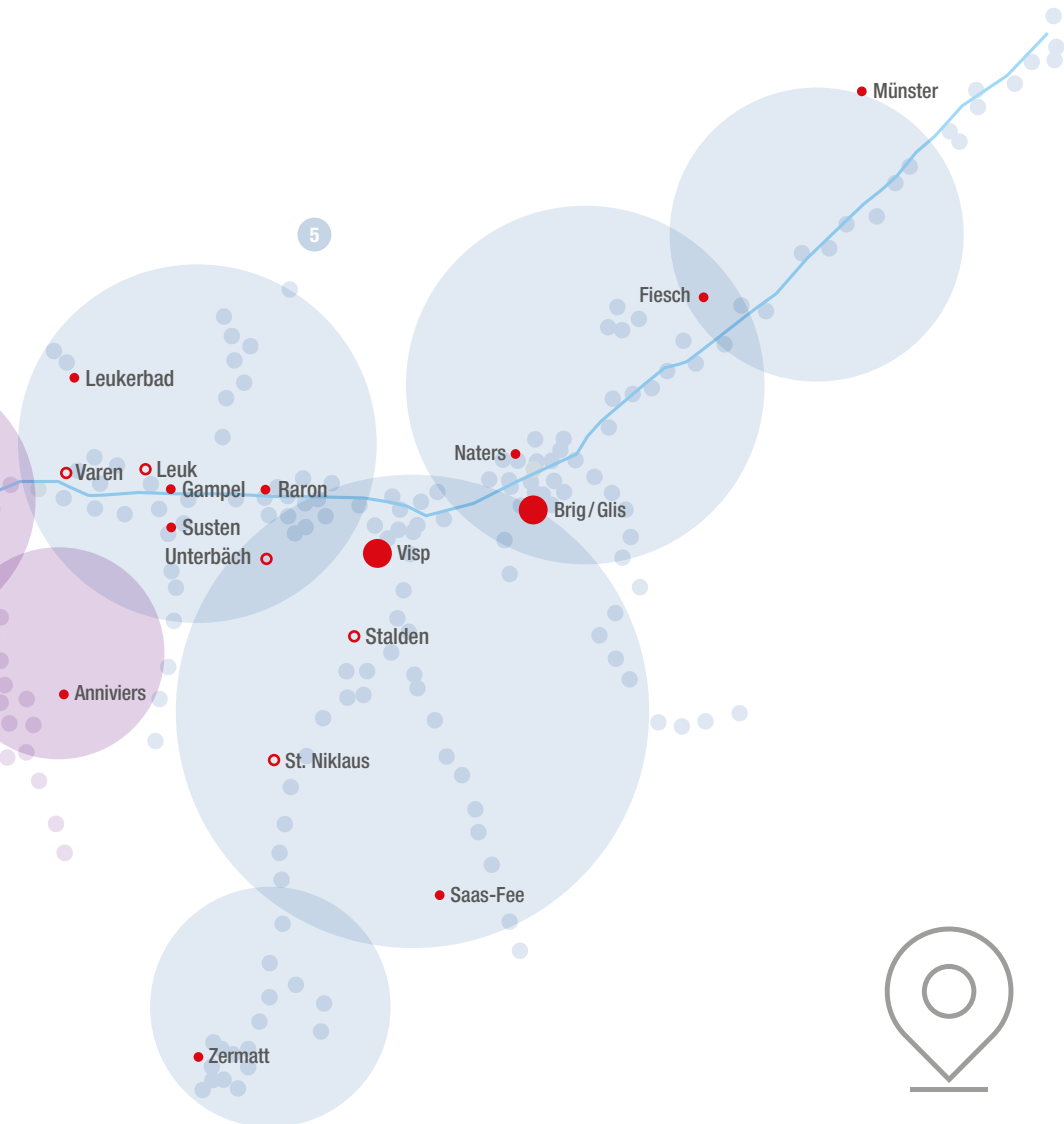 Münster
5
Fiesch
Leukerbad
Naters
Varen
Leuk
Gampel
Raron
Brig / Glis
Susten
Unterbäch
Visp
Stalden
Anniviers
St. Niklaus
Saas-Fee
Zermatt